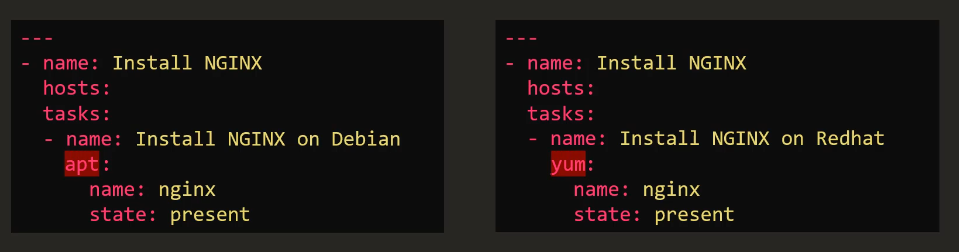 ---
- name: Install NGINX
  hosts:
  tasks:
  - name: Install NGINX on Debian
    apt:
      name: nginx
      state: present
---
- name: Install NGINX
  hosts:
  tasks:
  - name: Install NGINX on Redhat
    yum:
      name: nginx
      state: present